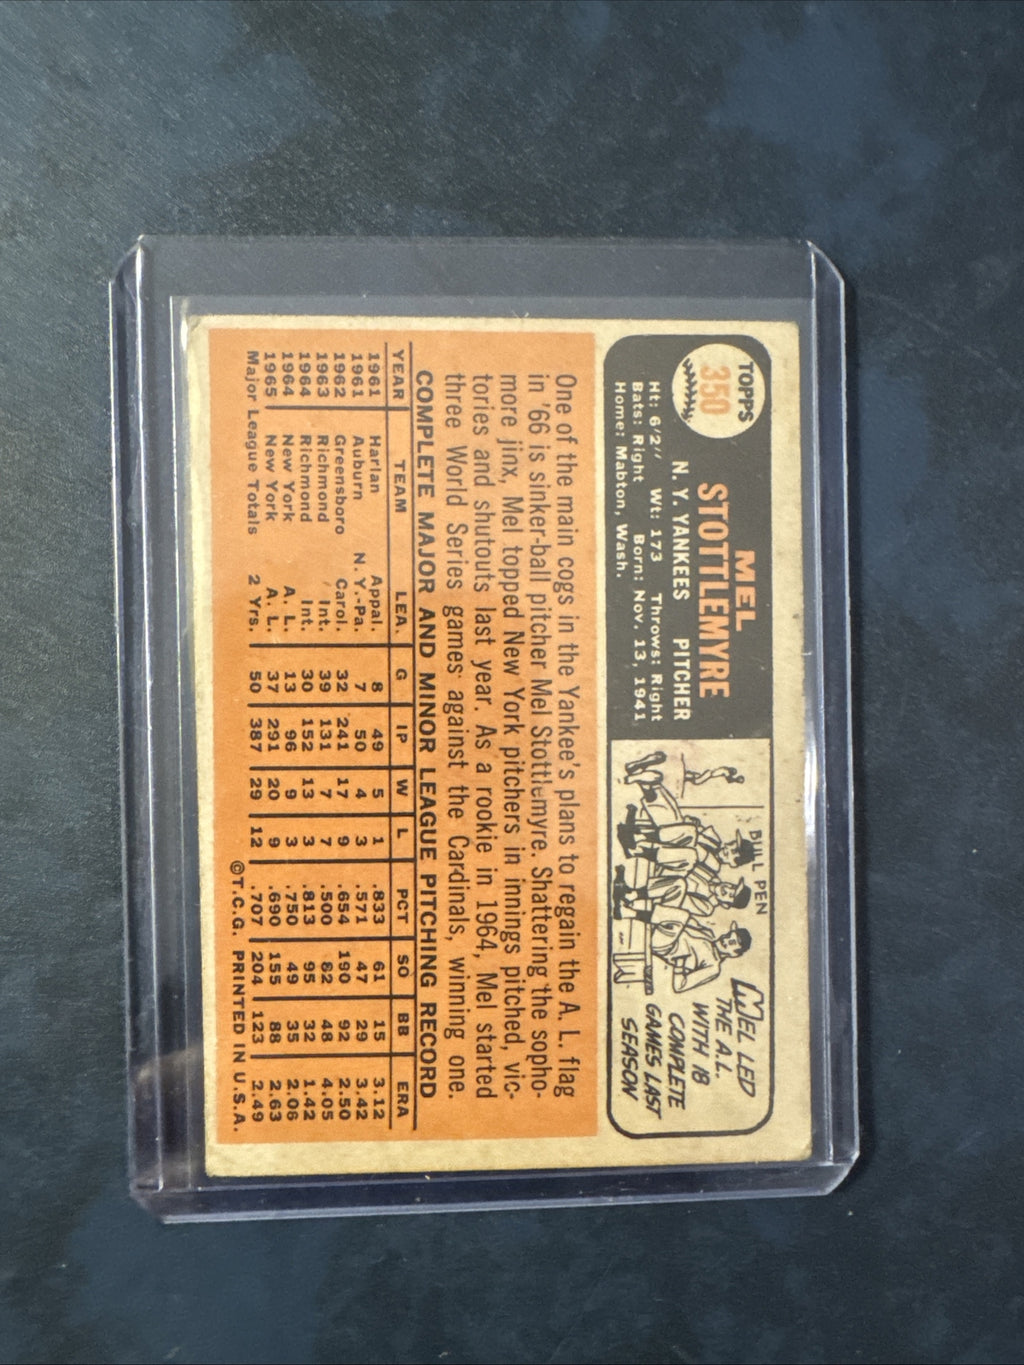 TOPPS
350
MEL
STOTTLEMYRE
N. Y. YANKEES PITCHER
Ht: 6'2" Wt: 173 Throws: Right
Bats: Right Born: Nov. 13, 1941
Home: Mabton, Wash.
BULL PEN
MEL LED
THE A.L.
WITH 18
COMPLETE
GAMES LAST
SEASON
One of the main cogs in the Yankee's plans to regain the A. L. flag
in '66 is sinker-ball pitcher Mel Stottlemyre. Shattering the sopho-
more jinx, Mel topped New York pitchers in innings pitched, vic-
tories and shutouts last year. As a rookie in 1964, Mel started
three World Series games against the Cardinals, winning one.
COMPLETE MAJOR AND MINOR LEAGUE PITCHING RECORD
YEAR TEAM LEA. G IP W L PCT SO BB ERA
1961 Harlan Appal. 8 49 5 1 .833 61 15 3.12
1961 Auburn N. Y.-Pa. 7 50 4 3 .571 47 29 3.42
1962 Greensboro Carol. 32 241 17 9 .654 190 92 2.50
1963 Richmond Int. 39 131 7 7 .500 82 48 4.05
1964 Richmond Int. 30 152 13 3 .813 95 32 1.42
1964 New York A. L. 13 96 9 3 .750 49 35 2.06
1965 New York A. L. 37 291 20 9 .690 155 88 2.63
Major League Totals 2 Yrs. 50 387 29 12 .707 204 123 2.49
©T.C.G. PRINTED IN U.S.A.